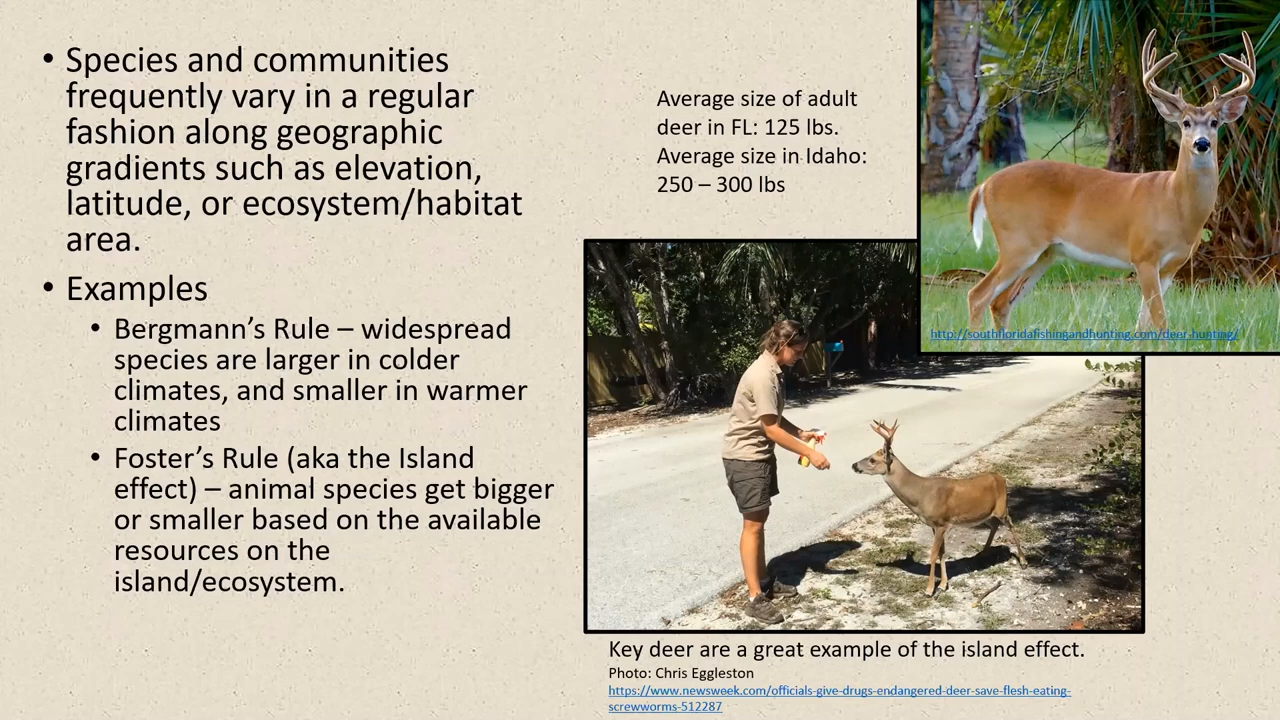 • Species and communities
frequently vary in a regular
fashion along geographic
gradients such as elevation,
latitude, or ecosystem/habitat
area.
• Examples
• Bergmann’s Rule – widespread
species are larger in colder
climates, and smaller in warmer
climates
• Foster’s Rule (aka the Island
effect) – animal species get bigger
or smaller based on the available
resources on the
island/ecosystem.
Average size of adult
deer in FL: 125 lbs.
Average size in Idaho:
250 – 300 lbs
http://southfloridafishingandhunting.com/deer-hunting/
Key deer are a great example of the island effect.
Photo: Chris Eggleston
https://www.newsweek.com/officials-give-drugs-endangered-deer-save-flesh-eating-
screwworms-512287